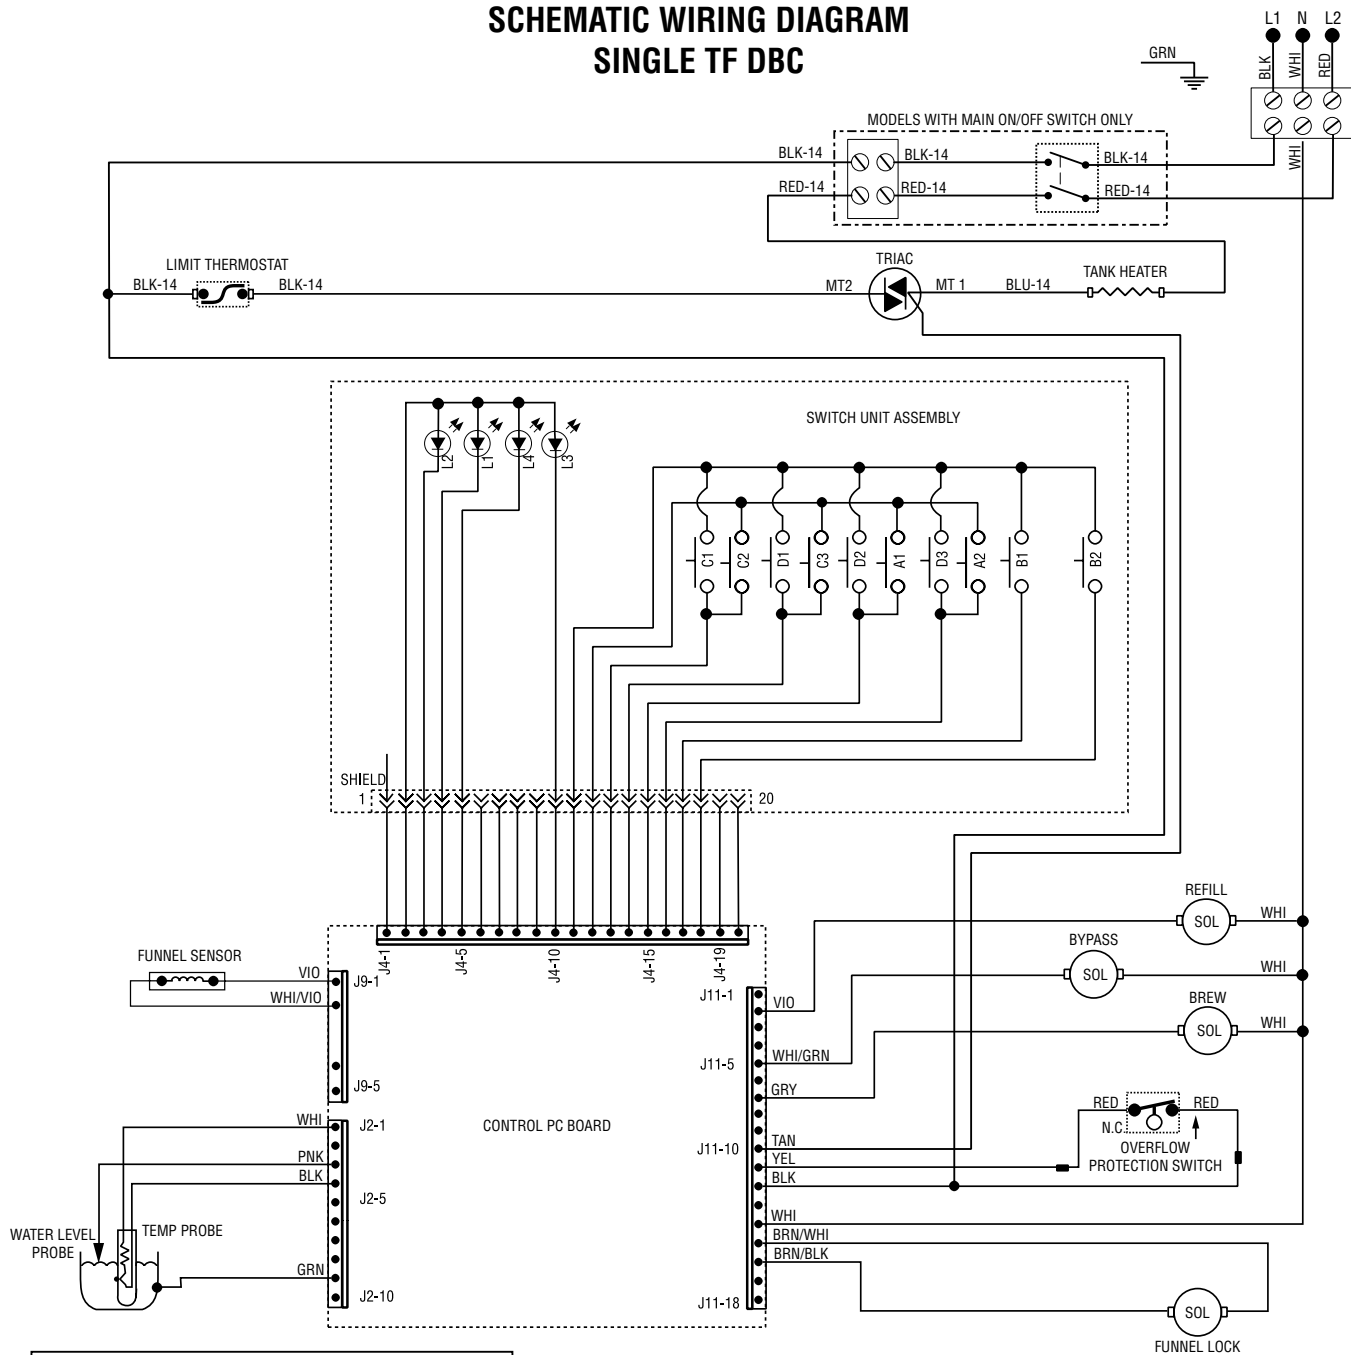 SCHEMATIC WIRING DIAGRAM
SINGLE TF DBC
L1 N L2
GRN
BLK
WHI
RED
MODELS WITH MAIN ON/OFF SWITCH ONLY
BLK-14
BLK-14
BLK-14
WHI
RED-14
RED-14
RED-14
LIMIT THERMOSTAT
TRIAC
TANK HEATER
BLK-14
BLK-14
MT2
MT 1
BLU-14
SWITCH UNIT ASSEMBLY
L2
L1
L4
L3
C1
C2
D1
C3
D2
A1
D3
A2
B1
B2
SHIELD
1
20
REFILL
SOL
WHI
BYPASS
SOL
WHI
BREW
SOL
WHI
FUNNEL SENSOR
VIO
WHI/VIO
J9-1
J9-5
J4-1
J4-5
J4-10
J4-15
J4-19
J11-1
VIO
J11-5
WHI/GRN
GRY
RED
RED
N.C.
OVERFLOW
PROTECTION SWITCH
CONTROL PC BOARD
WHI
J2-1
PNK
BLK
J2-5
J11-10
TAN
YEL
BLK
WHI
BRN/WHI
BRN/BLK
WATER LEVEL
PROBE
TEMP PROBE
GRN
J2-10
J11-18
SOL
FUNNEL LOCK